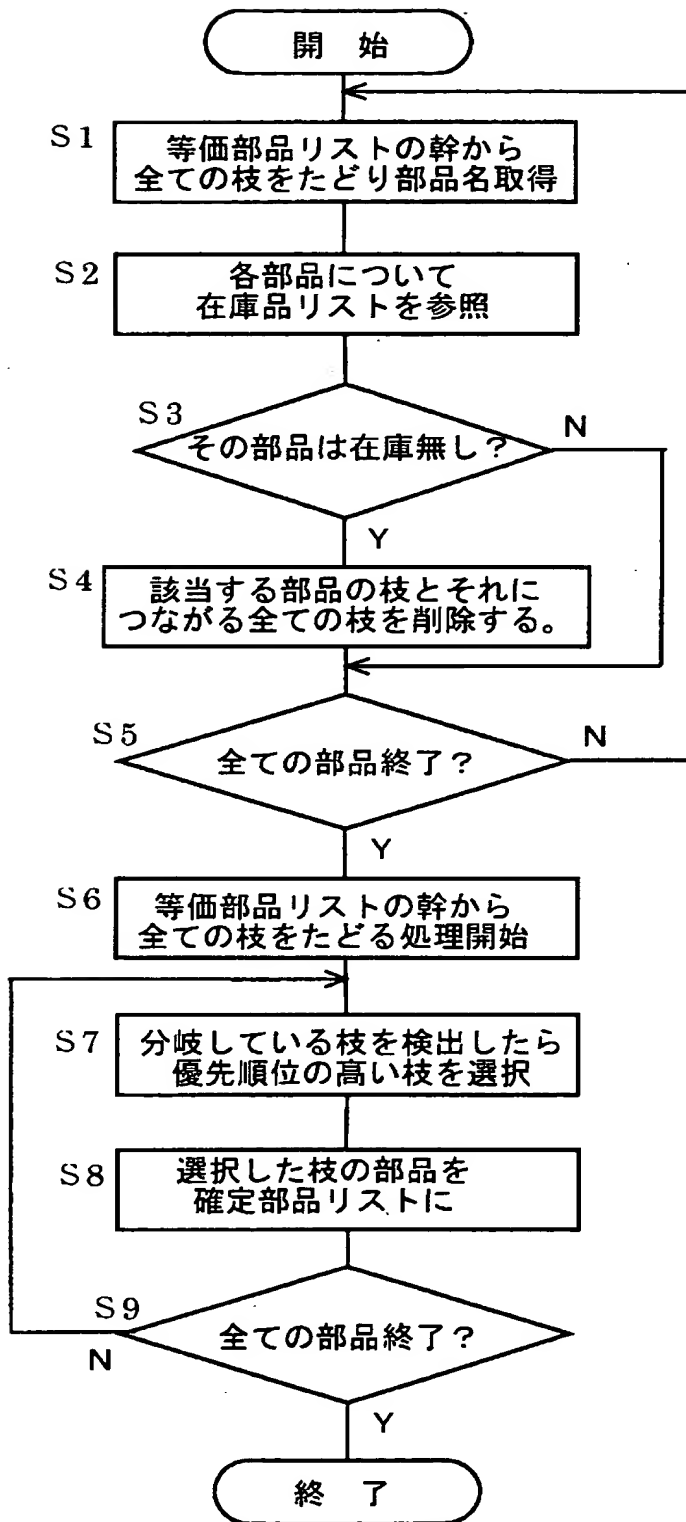 開 始
S1
等価部品リストの幹から
全ての枝をたどり部品名取得
S2
各部品について
在庫品リストを参照
S3
その部品は在庫無し？
N
Y
S4
該当する部品の枝とそれに
つながる全ての枝を削除する。
S5
全ての部品終了？
N
Y
S6
等価部品リストの幹から
全ての枝をたどる処理開始
S7
分岐している枝を検出したら
優先順位の高い枝を選択
S8
選択した枝の部品を
確定部品リストに
S9
全ての部品終了？
N
Y
終 了